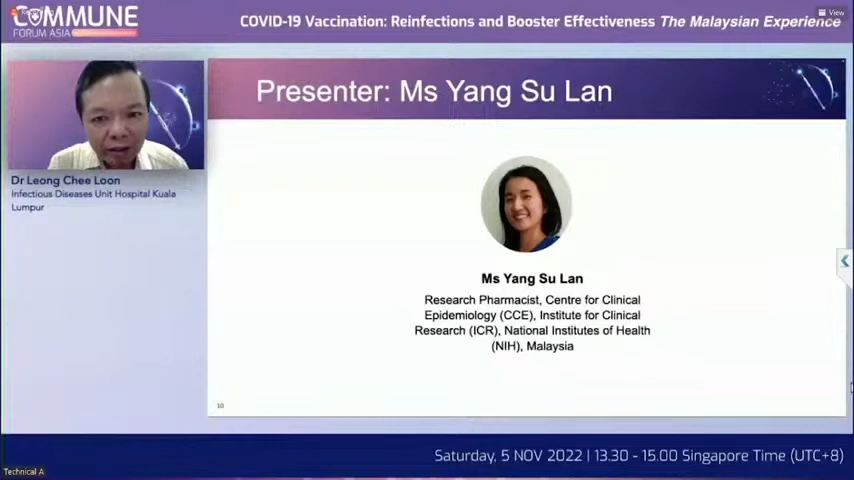 COMMUNE
FORUM ASIA
COVID-19 Vaccination: Reinfections and Booster Effectiveness The Malaysian Experience
View
Presenter: Ms Yang Su Lan
Dr Leong Chee Loon
Infectious Diseases Unit Hospital Kuala
Lumpur
Ms Yang Su Lan
Research Pharmacist, Centre for Clinical
Epidemiology (CCE), Institute for Clinical
Research (ICR), National Institutes of Health
(NIH), Malaysia
10
Saturday, 5 NOV 2022 | 13.30 - 15.00 Singapore Time (UTC+8)
Technical A